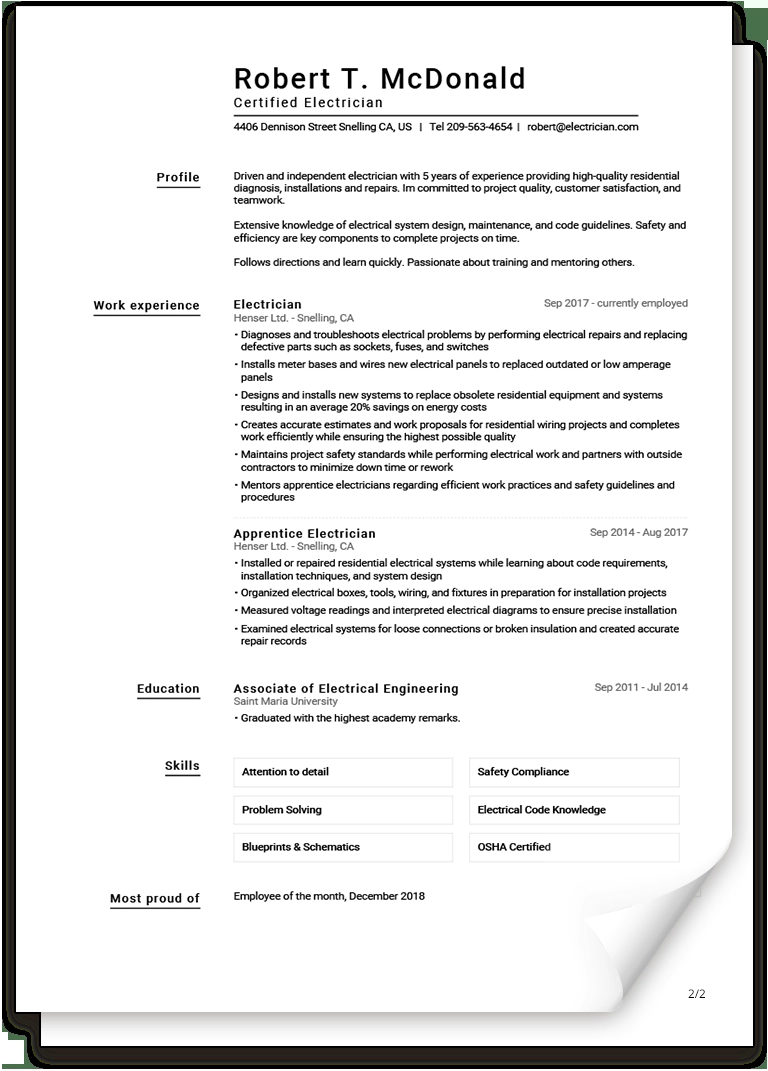 Robert T. McDonald
Certified Electrician
4406 Dennison Street Snelling CA, US | Tel 209-563-4654 | robert@electrician.com
Profile
Driven and independent electrician with 5 years of experience providing high-quality residential
diagnosis, installations and repairs. Im committed to project quality, customer satisfaction, and
teamwork.
Extensive knowledge of electrical system design, maintenance, and code guidelines. Safety and
efficiency are key components to complete projects on time.
Follows directions and learn quickly. Passionate about training and mentoring others.
Work experience
Electrician Sep 2017 - currently employed
Henser Ltd. - Snelling, CA
• Diagnoses and troubleshoots electrical problems by performing electrical repairs and replacing
defective parts such as sockets, fuses, and switches
• Installs meter bases and wires new electrical panels to replaced outdated or low amperage
panels
• Designs and installs new systems to replace obsolete residential equipment and systems
resulting in an average 20% savings on energy costs
• Creates accurate estimates and work proposals for residential wiring projects and completes
work efficiently while ensuring the highest possible quality
• Maintains project safety standards while performing electrical work and partners with outside
contractors to minimize down time or rework
• Mentors apprentice electricians regarding efficient work practices and safety guidelines and
procedures
Apprentice Electrician Sep 2014 - Aug 2017
Henser Ltd. - Snelling, CA
• Installed or repaired residential electrical systems while learning about code requirements,
installation techniques, and system design
• Organized electrical boxes, tools, wiring, and fixtures in preparation for installation projects
• Measured voltage readings and interpreted electrical diagrams to ensure precise installation
• Examined electrical systems for loose connections or broken insulation and created accurate
repair records
Education
Associate of Electrical Engineering Sep 2011 - Jul 2014
Saint Maria University
• Graduated with the highest academy remarks.
Skills
Attention to detail Safety Compliance
Problem Solving Electrical Code Knowledge
Blueprints & Schematics OSHA Certified
Most proud of
Employee of the month, December 2018
2/2